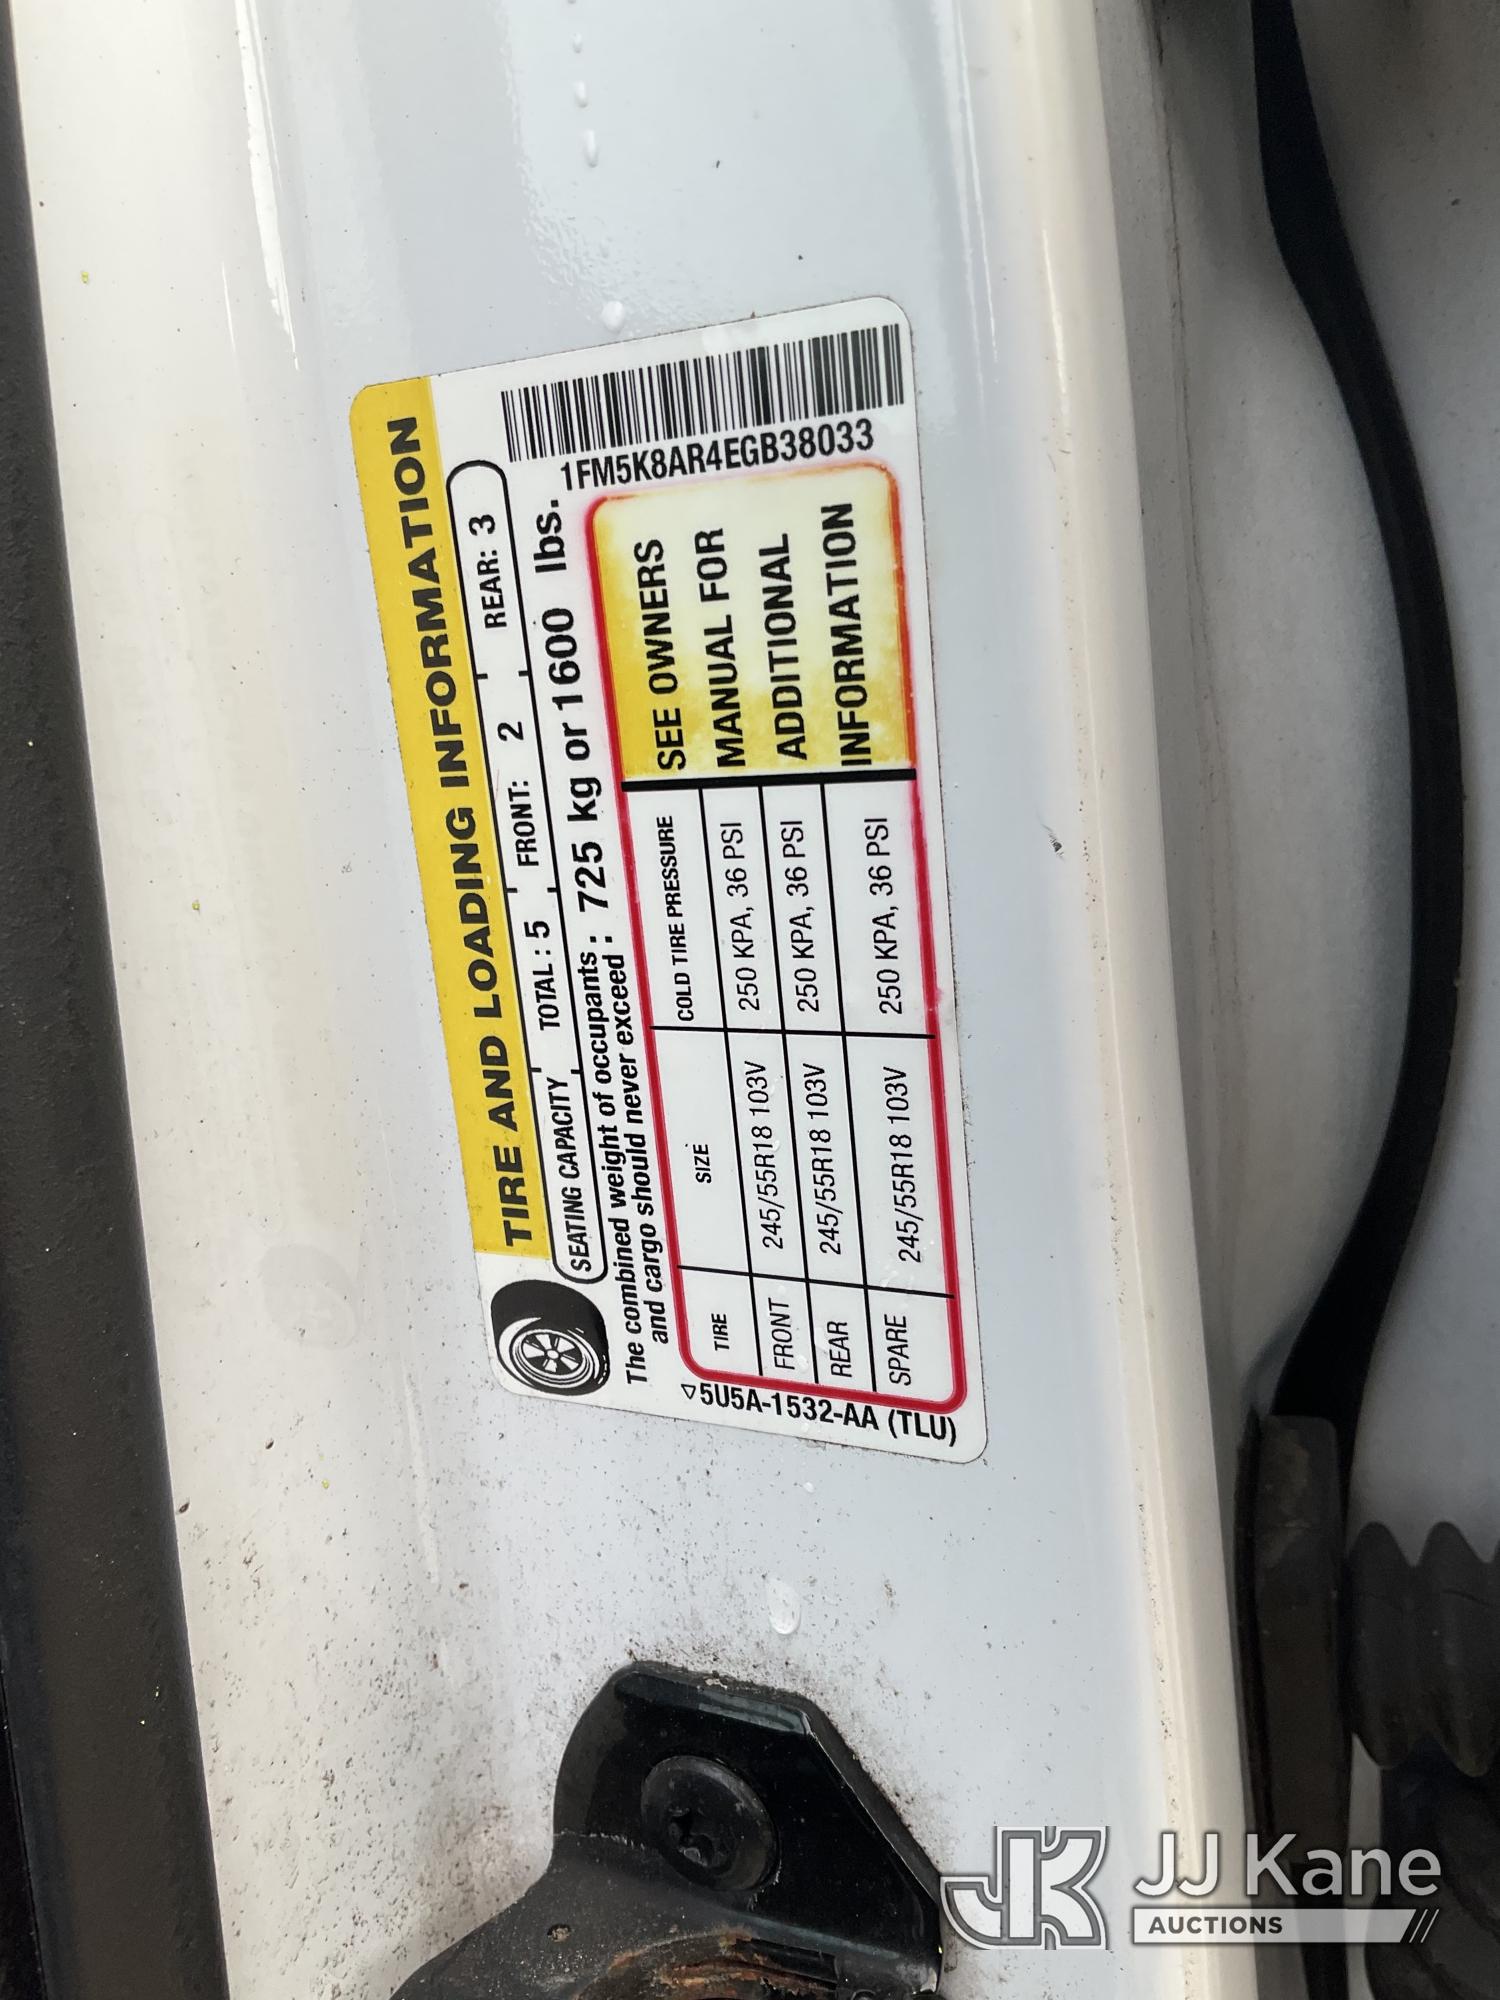 TIRE AND LOADING INFORMATION
SEATING CAPACITY TOTAL : 5 FRONT: 2 REAR: 3
The combined weight of occupants : 725 kg or 1600 lbs.
and cargo should never exceed :
TIRE SIZE COLD TIRE PRESSURE
FRONT 245/55R18 103V 250 KPA, 36 PSI
REAR 245/55R18 103V 250 KPA, 36 PSI
SPARE 245/55R18 103V 250 KPA, 36 PSI
SEE OWNERS
MANUAL FOR
ADDITIONAL
INFORMATION
1FM5K8AR4EGB38033
5U5A-1532-AA (TLU)
JK JJ Kane
AUCTIONS